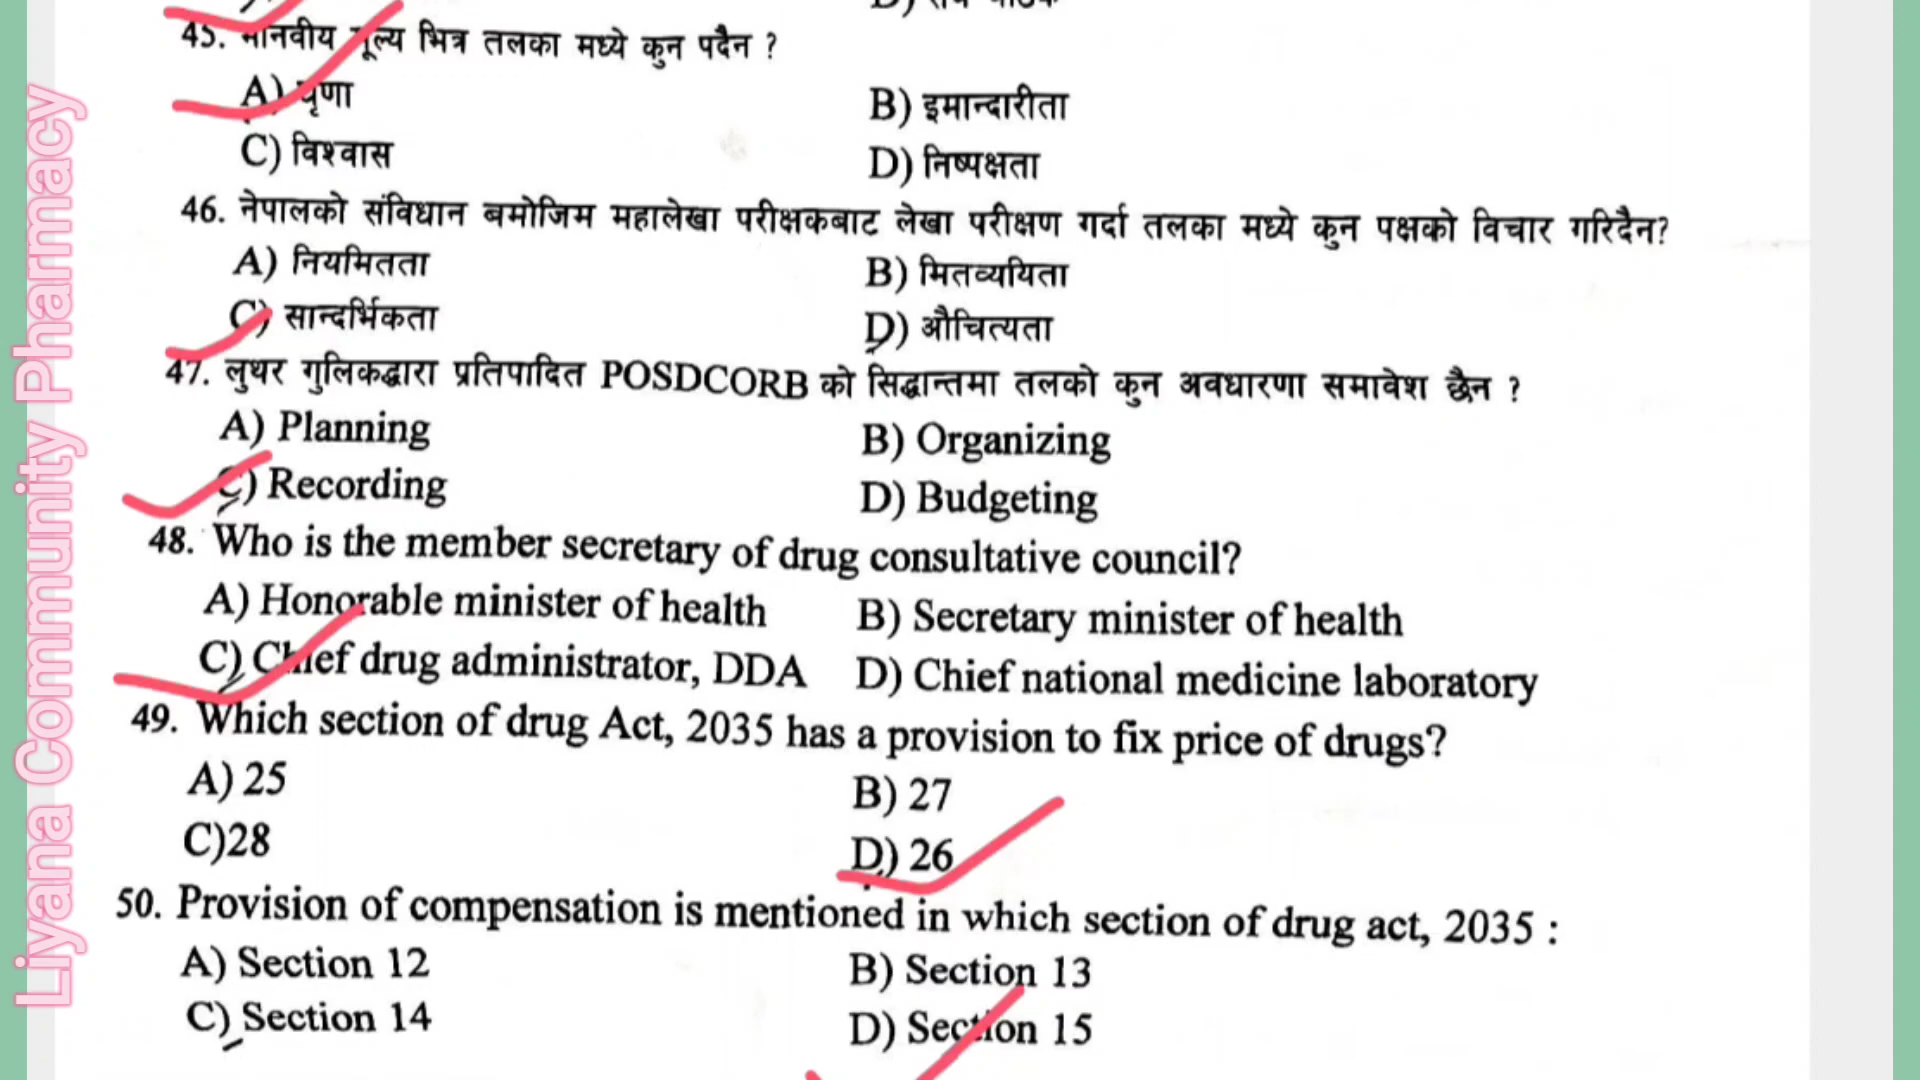 45. मानवीय मूल्य भित्र तलका मध्ये कुन पर्दैन ?
A) घृणा
B) इमान्दारीता
C) विश्वास
D) निष्पक्षता
46. नेपालको संविधान बमोजिम महालेखा परीक्षकबाट लेखा परीक्षण गर्दा तलका मध्ये कुन पक्षको विचार गरिदैन?
A) नियमितता
B) मितव्ययिता
C) सान्दर्भिकता
D) औचित्यता
47. लुथर गुलिकद्वारा प्रतिपादित POSDCORB को सिद्धान्तमा तलको कुन अवधारणा समावेश छैन ?
A) Planning
B) Organizing
C) Recording
D) Budgeting
48. Who is the member secretary of drug consultative council?
A) Honorable minister of health
B) Secretary minister of health
C) Chief drug administrator, DDA
D) Chief national medicine laboratory
49. Which section of drug Act, 2035 has a provision to fix price of drugs?
A) 25
B) 27
C)28
D) 26
50. Provision of compensation is mentioned in which section of drug act, 2035 :
A) Section 12
B) Section 13
C) Section 14
D) Section 15
Liyana Community Pharmacy